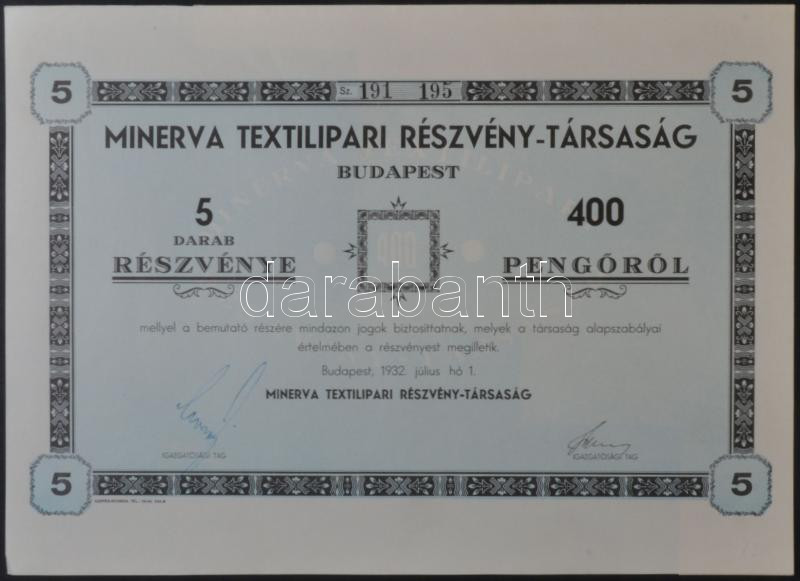 5 5
Sz. 191 195
MINERVA TEXTILIPARI RÉSZVÉNY-TÁRSASÁG
BUDAPEST
5 400
DARAB
RÉSZVÉNYE PENGŐRŐL
darabanth
mellyel a bemutató részére mindazon jogok biztosittatnak, melyek a társaság alapszabályai
értelmében a részvényest megilletik.
Budapest, 1932. július hó 1.
MINERVA TEXTILIPARI RÉSZVÉNY-TÁRSASÁG
IGAZGATÓSÁGI TAG IGAZGATÓSÁGI TAG
5 5